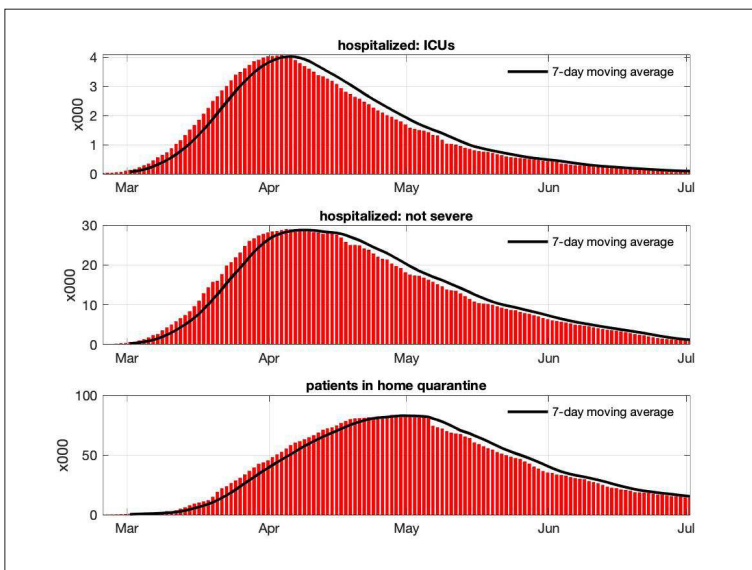 hospitalized: ICUs
4
3
2
1
0
x000
7-day moving average
Mar Apr May Jun Jul
hospitalized: not severe
30
20
10
0
x000
7-day moving average
Mar Apr May Jun Jul
patients in home quarantine
100
50
0
x000
7-day moving average
Mar Apr May Jun Jul